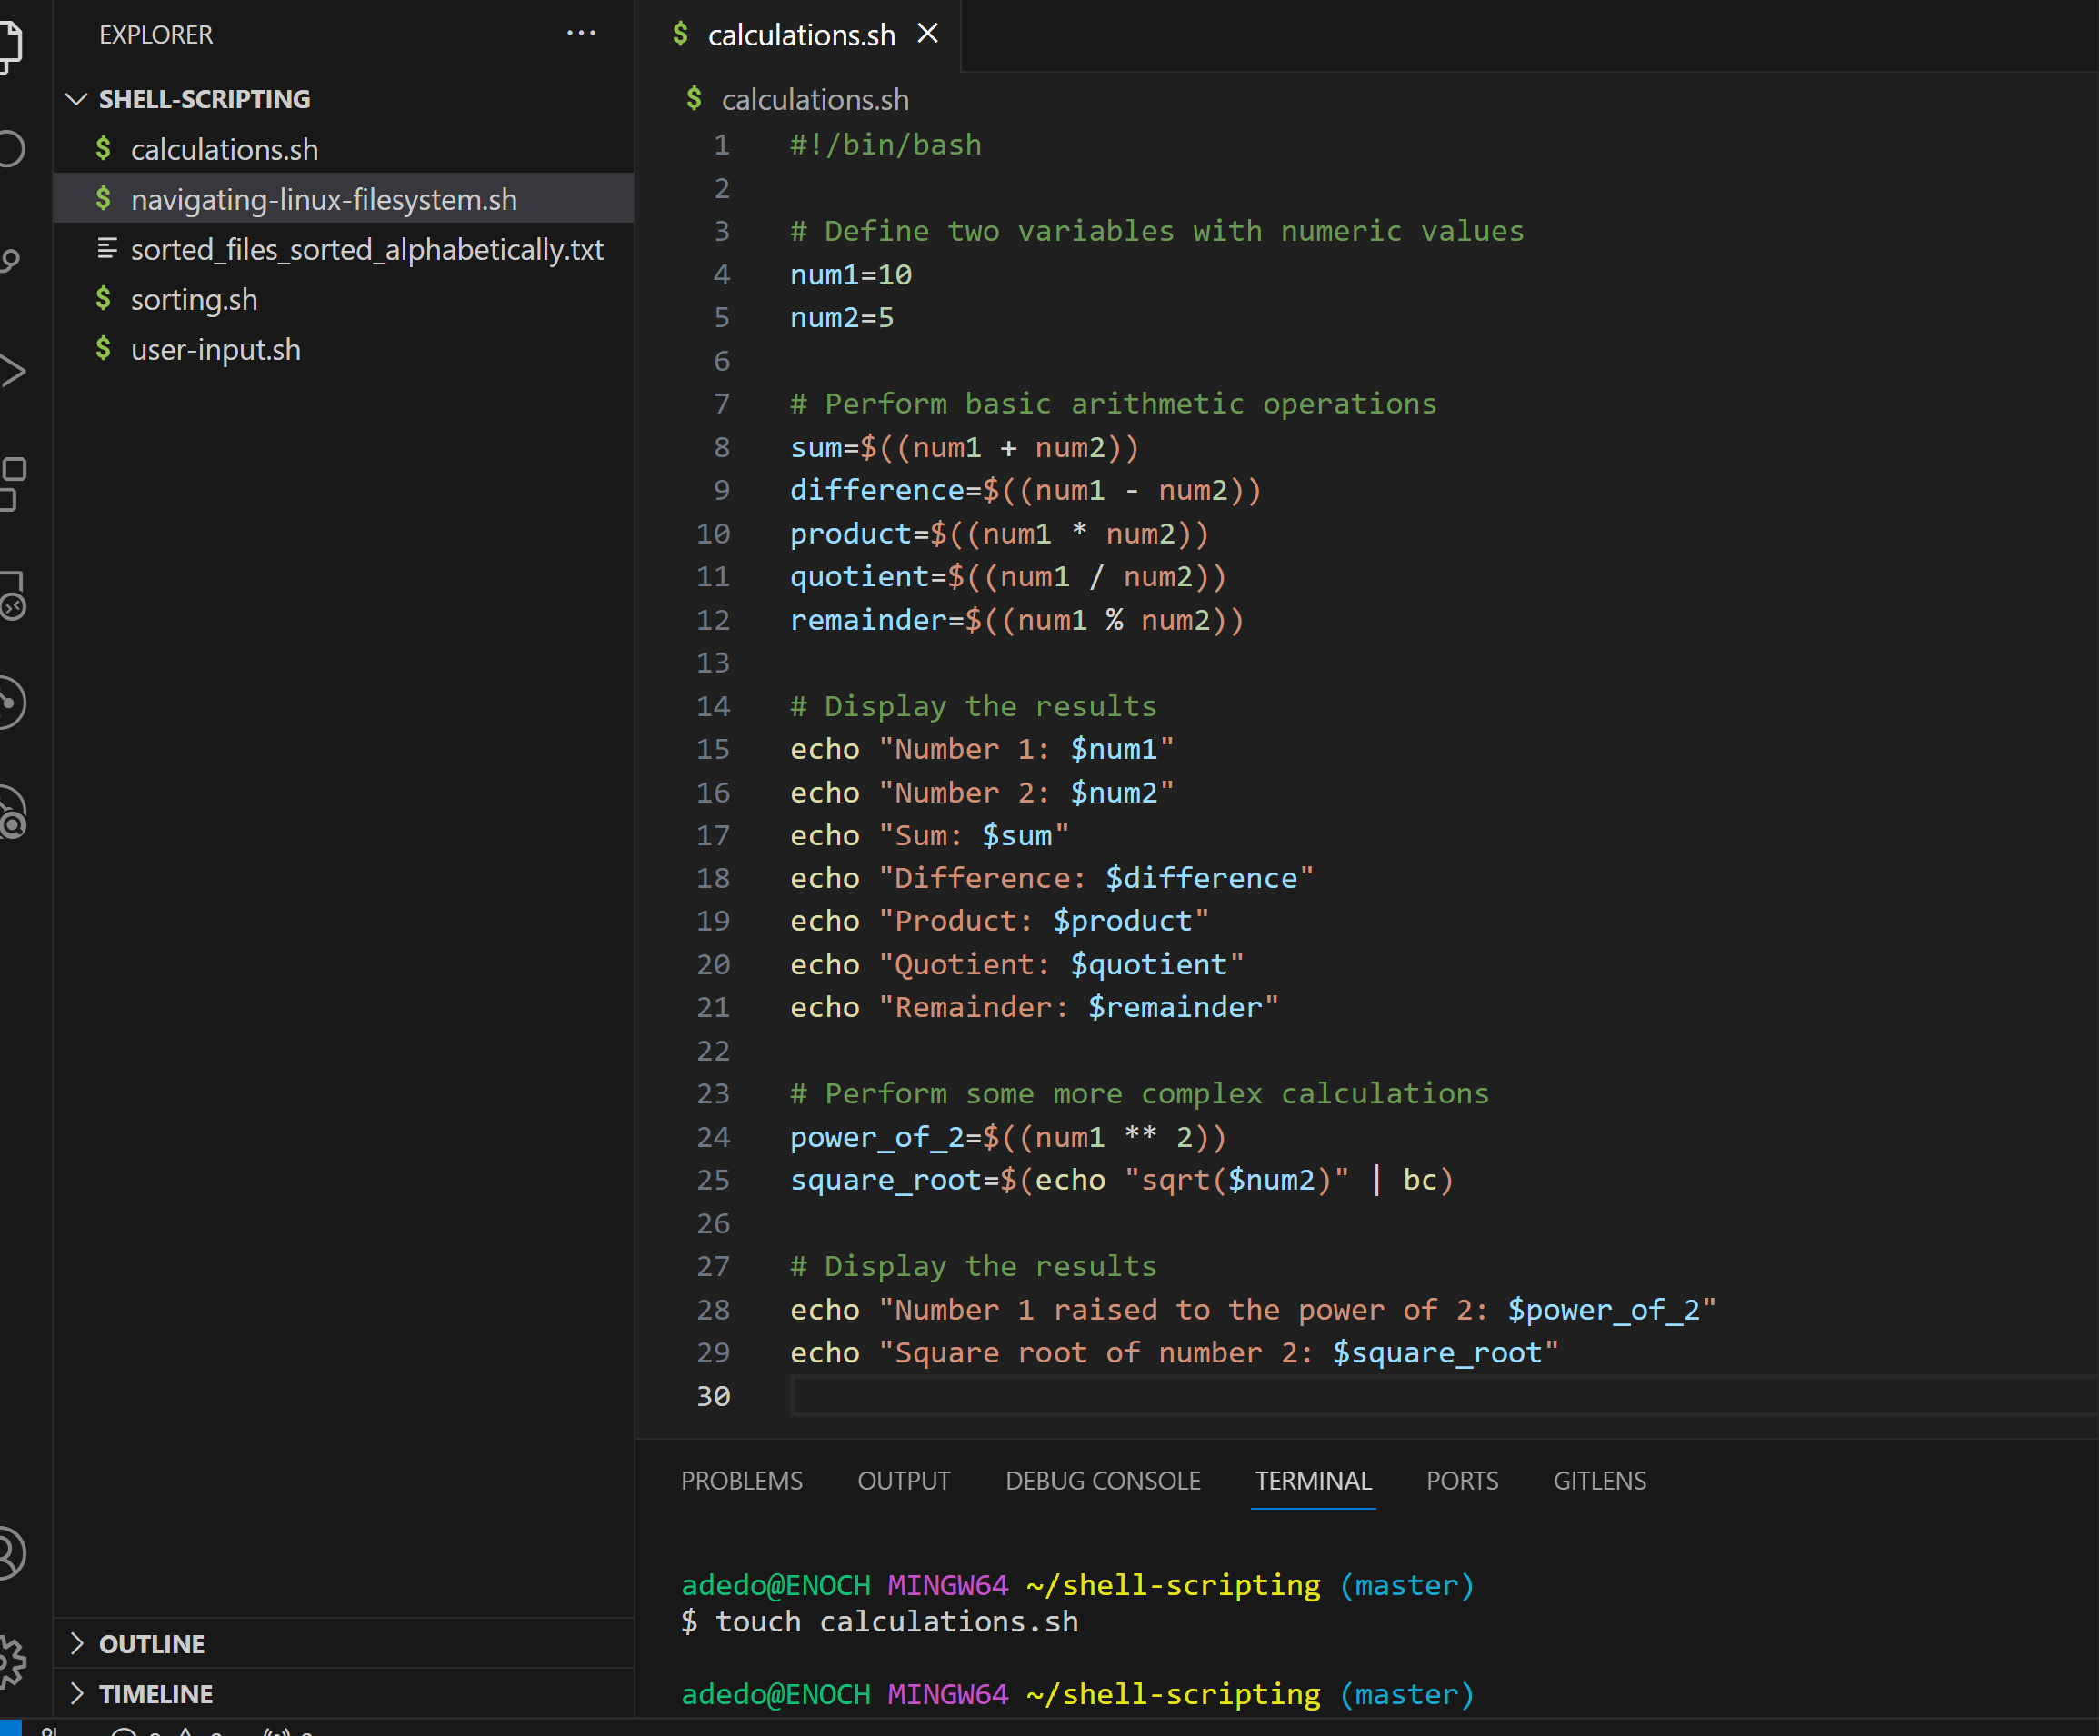 EXPLORER
SHELL-SCRIPTING
$ calculations.sh
$ navigating-linux-filesystem.sh
sorted_files_sorted_alphabetically.txt
$ sorting.sh
$ user-input.sh
OUTLINE
TIMELINE
$ calculations.sh
$ calculations.sh
1 #!/bin/bash
2
3 # Define two variables with numeric values
4 num1=10
5 num2=5
6
7 # Perform basic arithmetic operations
8 sum=$((num1 + num2))
9 difference=$((num1 - num2))
10 product=$((num1 * num2))
11 quotient=$((num1 / num2))
12 remainder=$((num1 % num2))
13
14 # Display the results
15 echo "Number 1: $num1"
16 echo "Number 2: $num2"
17 echo "Sum: $sum"
18 echo "Difference: $difference"
19 echo "Product: $product"
20 echo "Quotient: $quotient"
21 echo "Remainder: $remainder"
22
23 # Perform some more complex calculations
24 power_of_2=$((num1 ** 2))
25 square_root=$(echo "sqrt($num2)" | bc)
26
27 # Display the results
28 echo "Number 1 raised to the power of 2: $power_of_2"
29 echo "Square root of number 2: $square_root"
30
PROBLEMS OUTPUT DEBUG CONSOLE TERMINAL PORTS GITLENS
adedo@ENOCH MINGW64 ~/shell-scripting (master)
$ touch calculations.sh
adedo@ENOCH MINGW64 ~/shell-scripting (master)